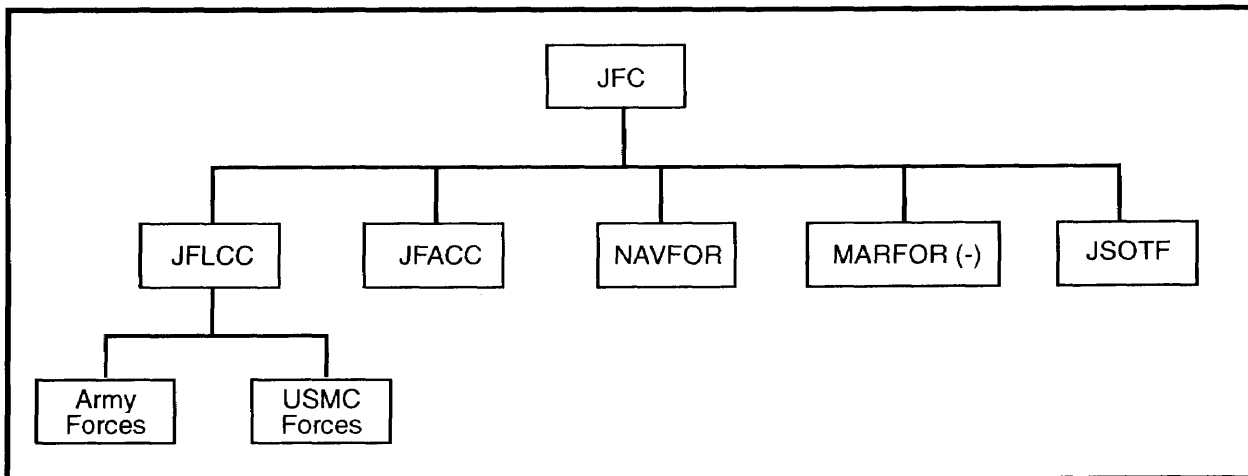 JFC
JFLCC
JFACC
NAVFOR
MARFOR (-)
JSOTF
Army
Forces
USMC
Forces